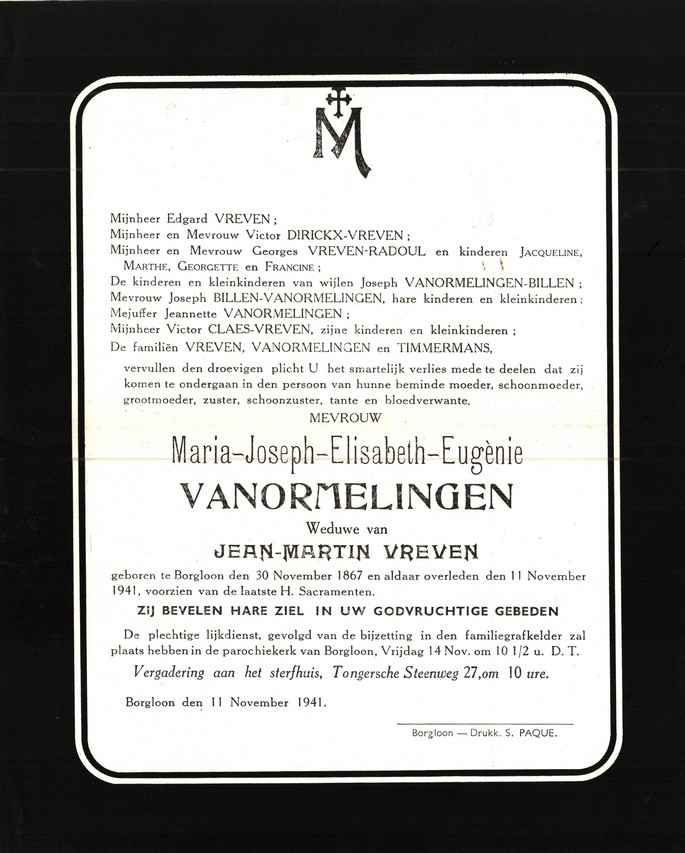 M
Mijnheer Edgard VREVEN ;
Mijnheer en Mevrouw Victor DIRICKX-VREVEN ;
Mijnheer en Mevrouw Georges VREVEN-RADOUL en kinderen JACQUELINE,
MARTHE, GEORGETTE en FRANCINE ;
De kinderen en kleinkinderen van wijlen Joseph VANORMELINGEN-BILLEN ;
Mevrouw Joseph BILLEN-VANORMELINGEN, hare kinderen en kleinkinderen ;
Mejuffer Jeannette VANORMELINGEN ;
Mijnheer Victor CLAES-VREVEN, zijne kinderen en kleinkinderen ;
De familiën VREVEN, VANORMELINGEN en TIMMERMANS,
vervullen den droevigen plicht U het smartelijk verlies mede te deelen dat zij
komen te ondergaan in den persoon van hunne beminde moeder, schoonmoeder,
grootmoeder, zuster, schoonzuster, tante en bloedverwante.
MEVROUW
Maria-Joseph-Elisabeth-Eugènie
VANORMELINGEN
Weduwe van
JEAN-MARTIN VREVEN
geboren te Borgloon den 30 November 1867 en aldaar overleden den 11 November
1941, voorzien van de laatste H. Sacramenten.
ZIJ BEVELEN HARE ZIEL IN UW GODVRUCHTIGE GEBEDEN
De plechtige lijkdienst, gevolgd van de bijzetting in den familiegrafkelder zal
plaats hebben in de parochiekerk van Borgloon, Vrijdag 14 Nov. om 10 1/2 u. D. T.
Vergadering aan het sterfhuis, Tongersche Steenweg 27,om 10 ure.
Borgloon den 11 November 1941.
Borgloon — Drukk. S. PAQUE.